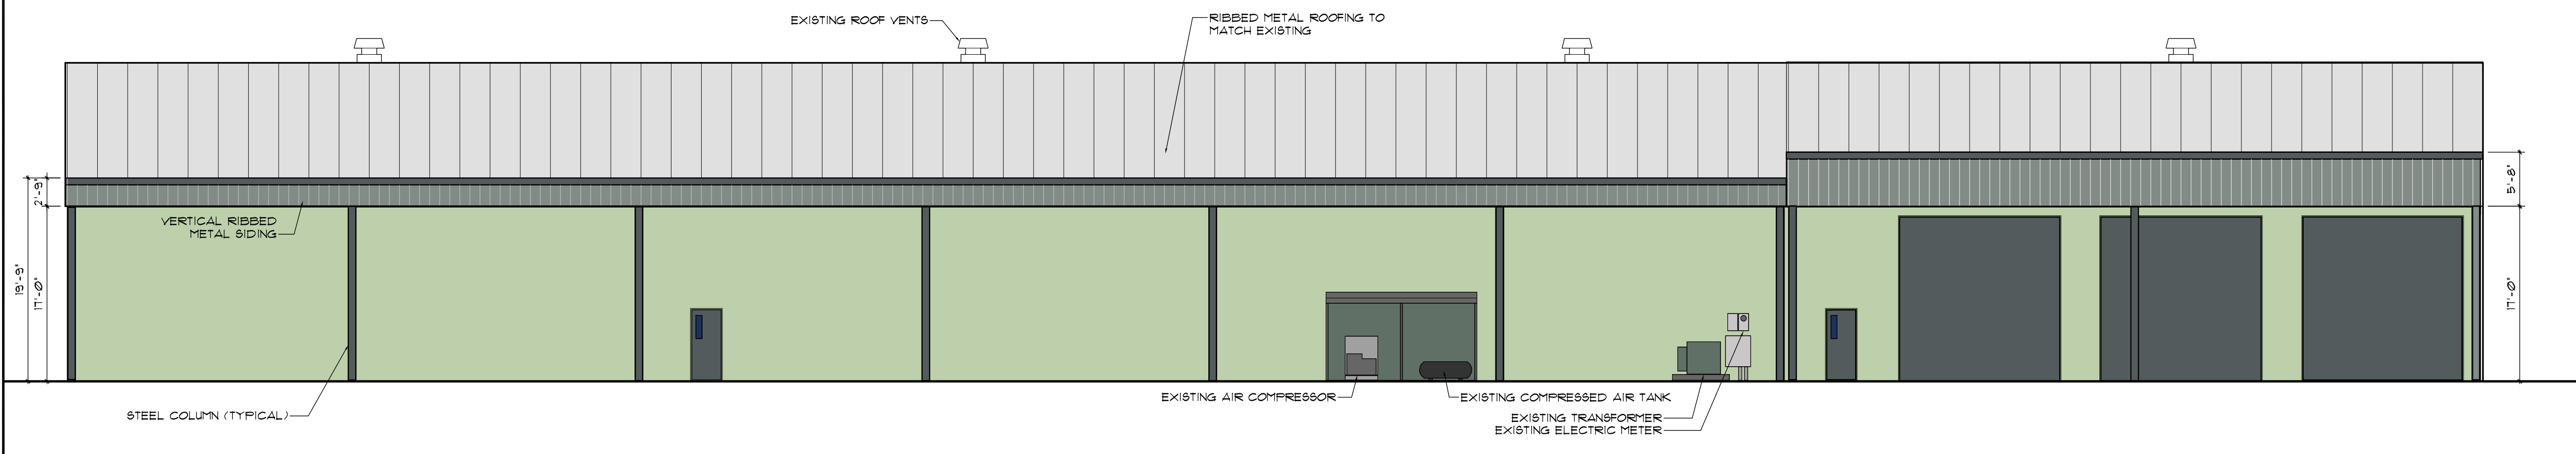 EXISTING ROOF VENTS
RIBBED METAL ROOFING TO
MATCH EXISTING
2'-9"
19'-9"
17'-0"
VERTICAL RIBBED
METAL SIDING
5'-8"
17'-0"
STEEL COLUMN (TYPICAL)
EXISTING AIR COMPRESSOR
EXISTING COMPRESSED AIR TANK
EXISTING TRANSFORMER
EXISTING ELECTRIC METER